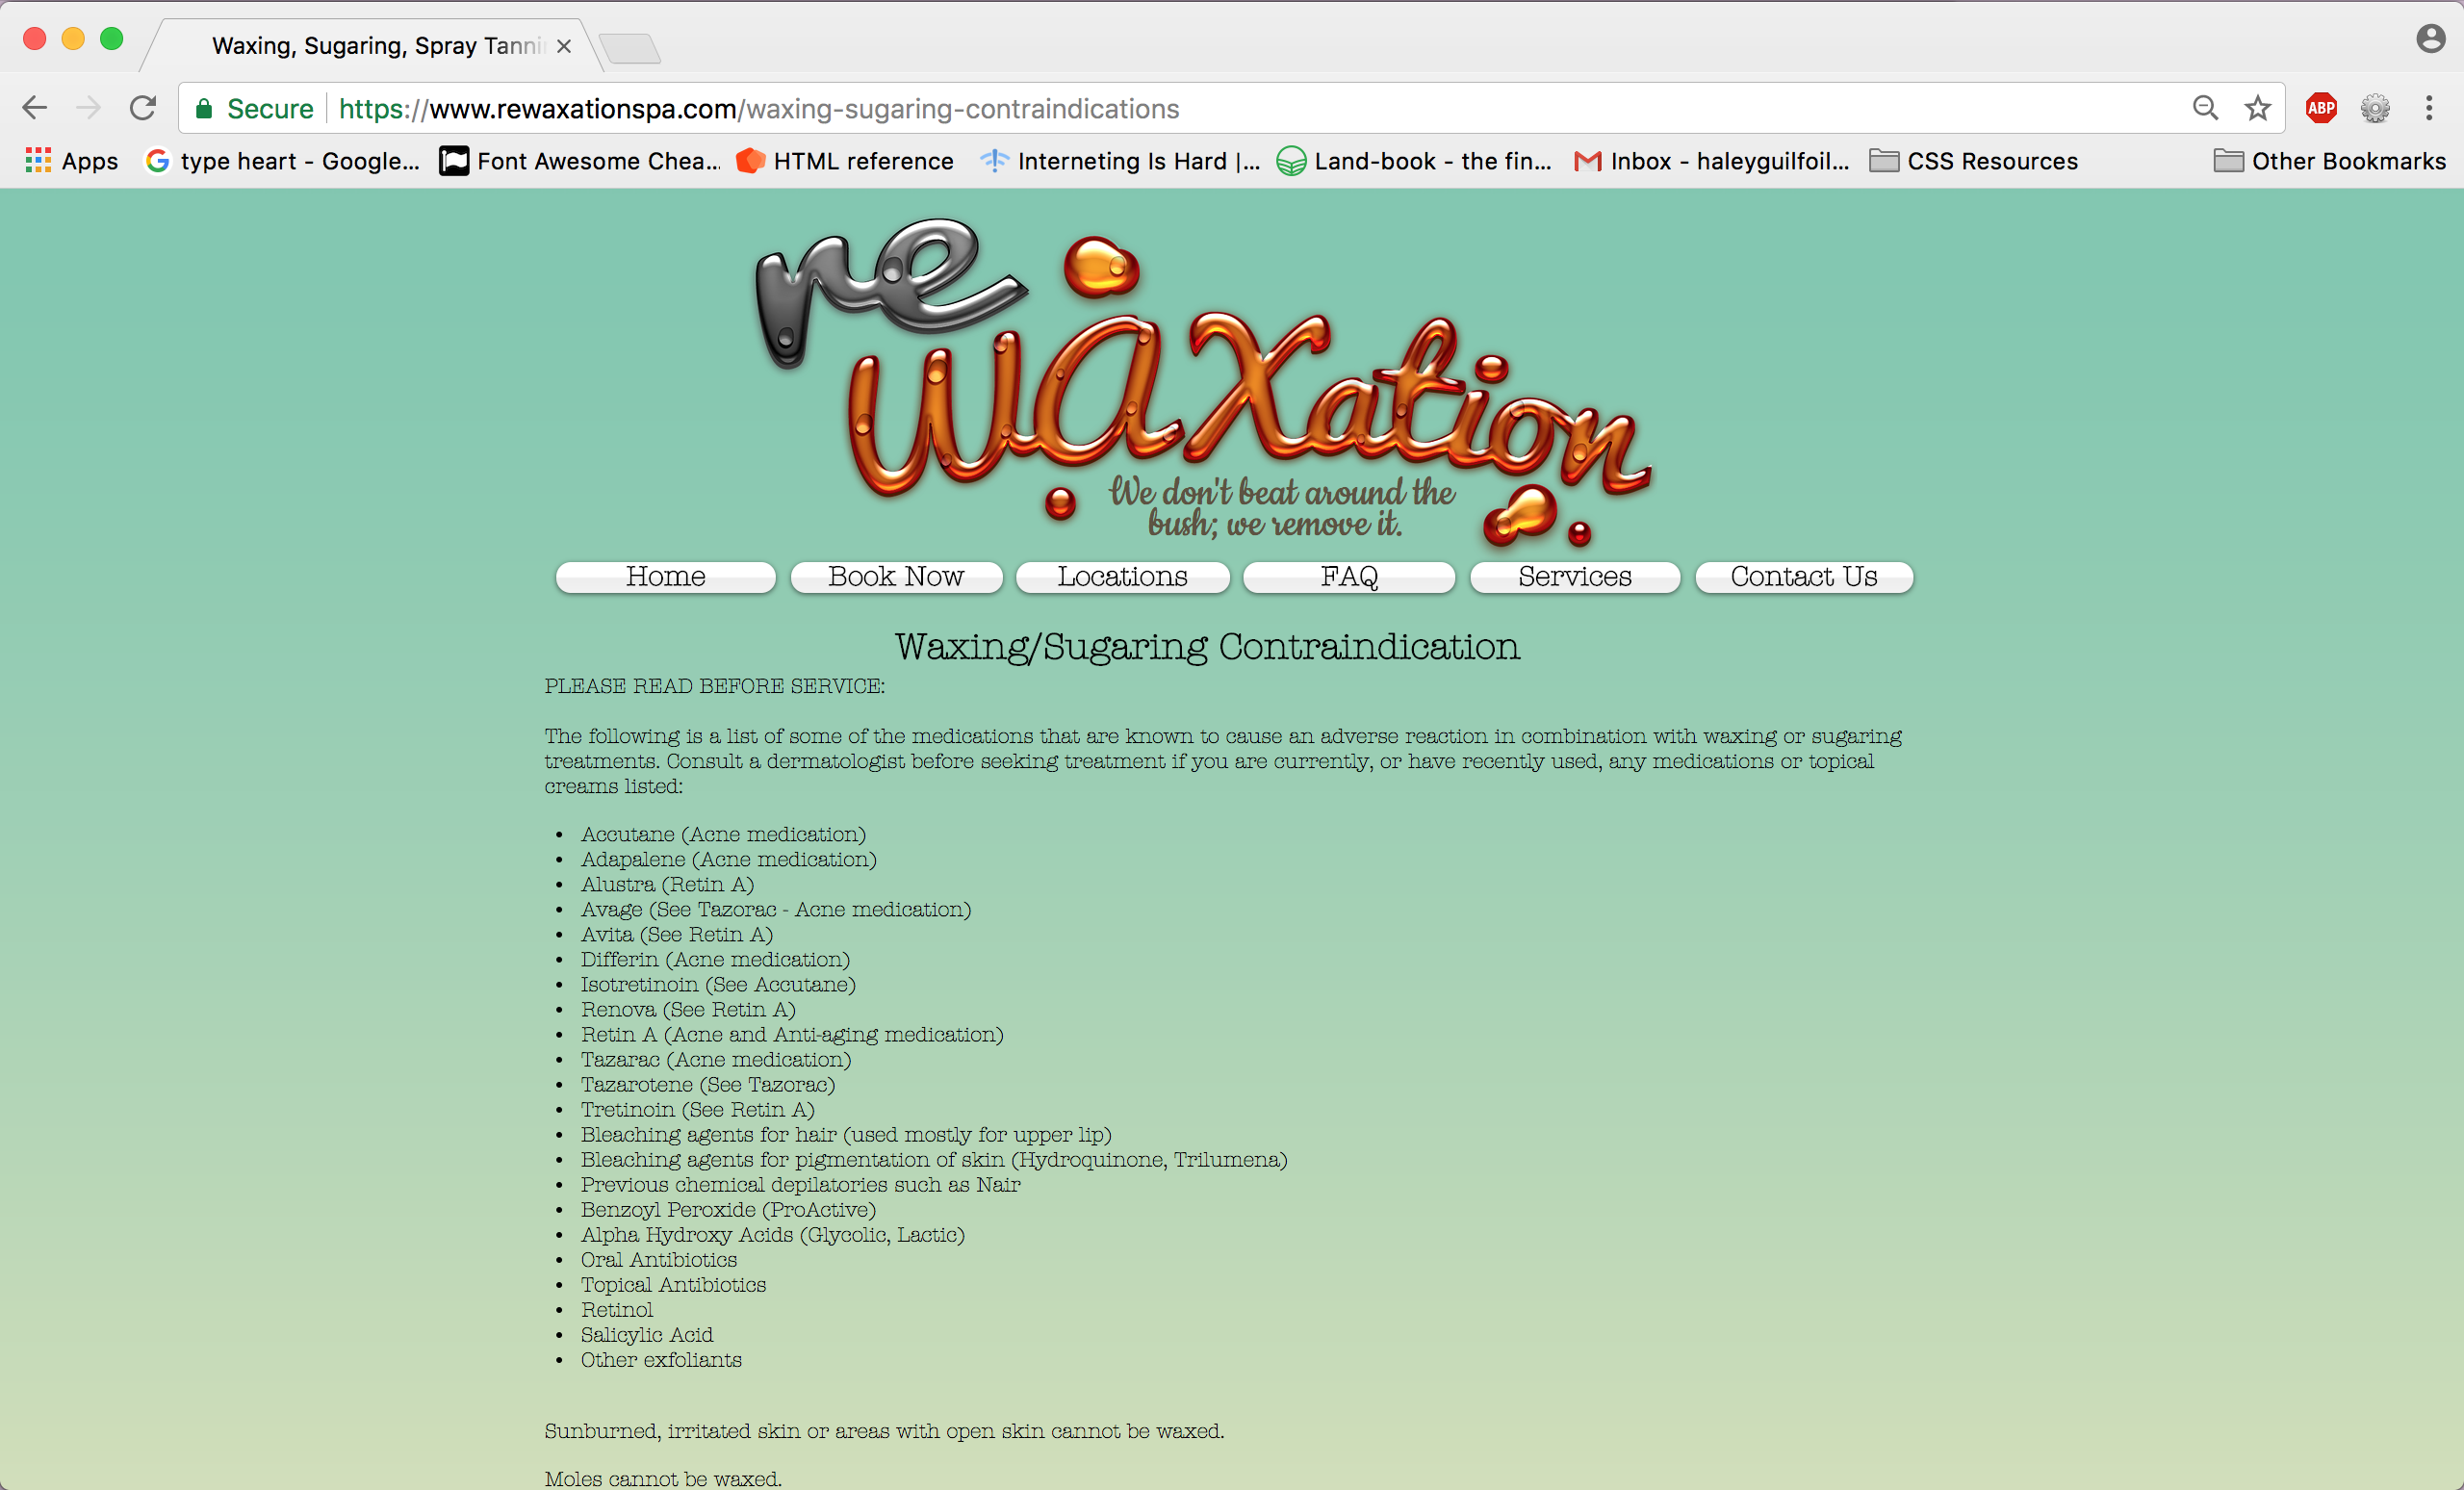 Waxing, Sugaring, Spray Tanni
Secure https://www.rewaxationspa.com/waxing-sugaring-contraindications
ABP
Apps type heart - Google... Font Awesome Chea... HTML reference Interneting Is Hard |... Land-book - the fin... Inbox - haleyguilfoil... CSS Resources Other Bookmarks
re
waxation
We don't beat around the
bush; we remove it.
Home Book Now Locations FAQ Services Contact Us
Waxing/Sugaring Contraindication
PLEASE READ BEFORE SERVICE:
The following is a list of some of the medications that are known to cause an adverse reaction in combination with waxing or sugaring
treatments. Consult a dermatologist before seeking treatment if you are currently, or have recently used, any medications or topical
creams listed:
• Accutane (Acne medication)
• Adapalene (Acne medication)
• Alustra (Retin A)
• Avage (See Tazorac - Acne medication)
• Avita (See Retin A)
• Differin (Acne medication)
• Isotretinoin (See Accutane)
• Renova (See Retin A)
• Retin A (Acne and Anti-aging medication)
• Tazarac (Acne medication)
• Tazarotene (See Tazorac)
• Tretinoin (See Retin A)
• Bleaching agents for hair (used mostly for upper lip)
• Bleaching agents for pigmentation of skin (Hydroquinone, Trilumena)
• Previous chemical depilatories such as Nair
• Benzoyl Peroxide (ProActive)
• Alpha Hydroxy Acids (Glycolic, Lactic)
• Oral Antibiotics
• Topical Antibiotics
• Retinol
• Salicylic Acid
• Other exfoliants
Sunburned, irritated skin or areas with open skin cannot be waxed.
Moles cannot be waxed.